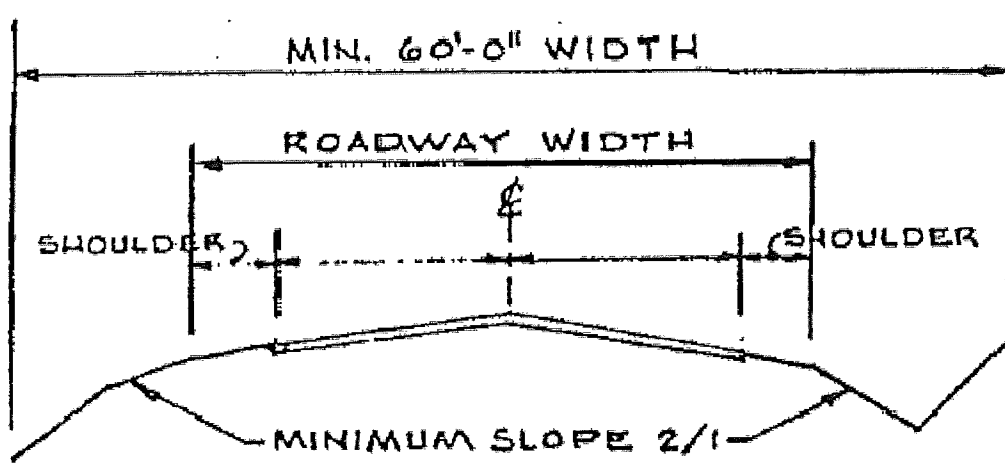 MIN. 60'-0" WIDTH
ROADWAY WIDTH
℄
SHOULDER
SHOULDER
MINIMUM SLOPE 2/1